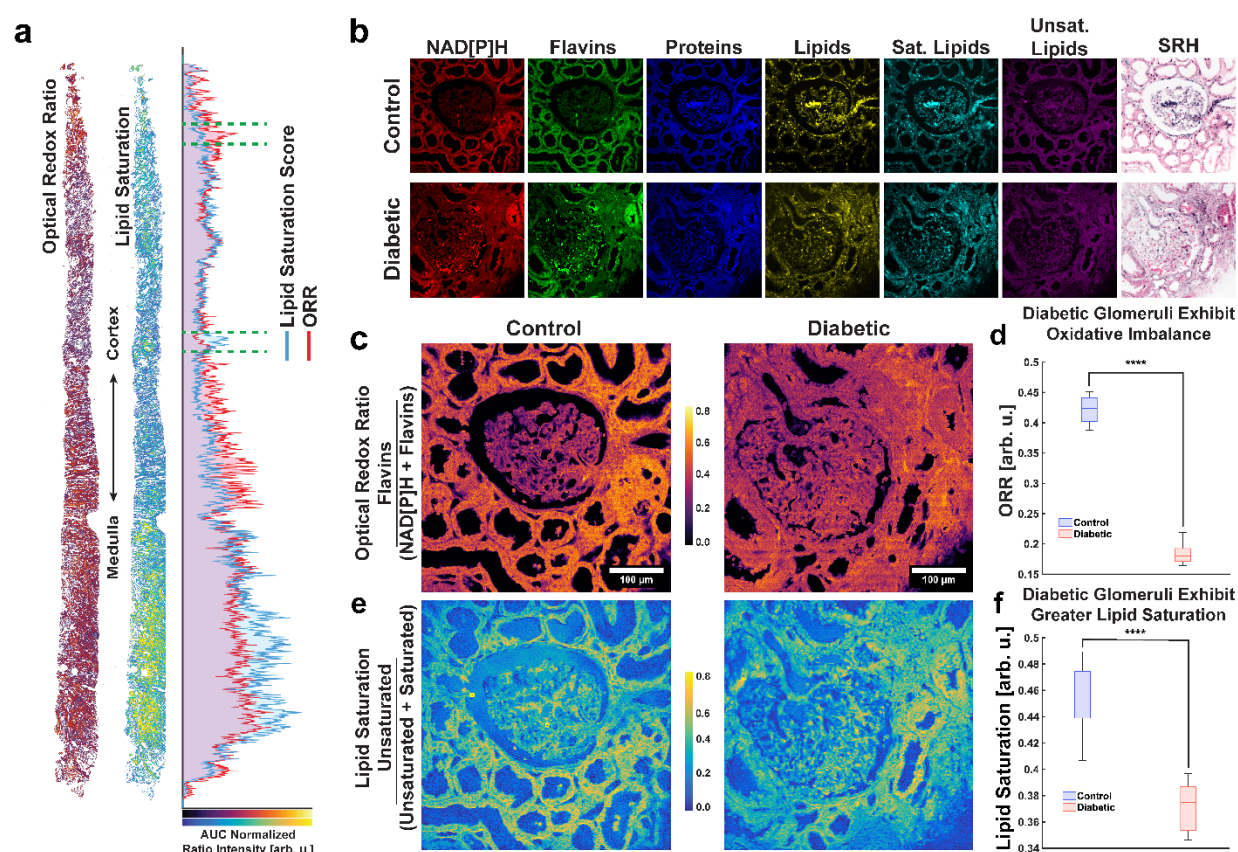 a
Optical Redox Ratio
Lipid Saturation
Cortex
Medulla
Lipid Saturation Score
ORR
AUC Normalized
Ratio Intensity [arb. u.]
b
NAD[P]H
Flavins
Proteins
Lipids
Sat. Lipids
Unsat.
Lipids
SRH
Control
Diabetic
c
Control
Diabetic
Optical Redox Ratio
Flavins
(NAD[P]H + Flavins)
100 µm
100 µm
0.8
0.6
0.4
0.2
0.0
d
Diabetic Glomeruli Exhibit
Oxidative Imbalance
****
ORR [arb. u.]
0.5
0.45
0.4
0.35
0.3
0.25
0.2
0.15
Control
Diabetic
e
Lipid Saturation
Unsaturated
(Unsaturated + Saturated)
0.8
0.6
0.4
0.2
0.0
f
Diabetic Glomeruli Exhibit
Greater Lipid Saturation
****
Lipid Saturation [arb. u.]
0.5
0.48
0.46
0.44
0.42
0.4
0.38
0.36
0.34
Control
Diabetic